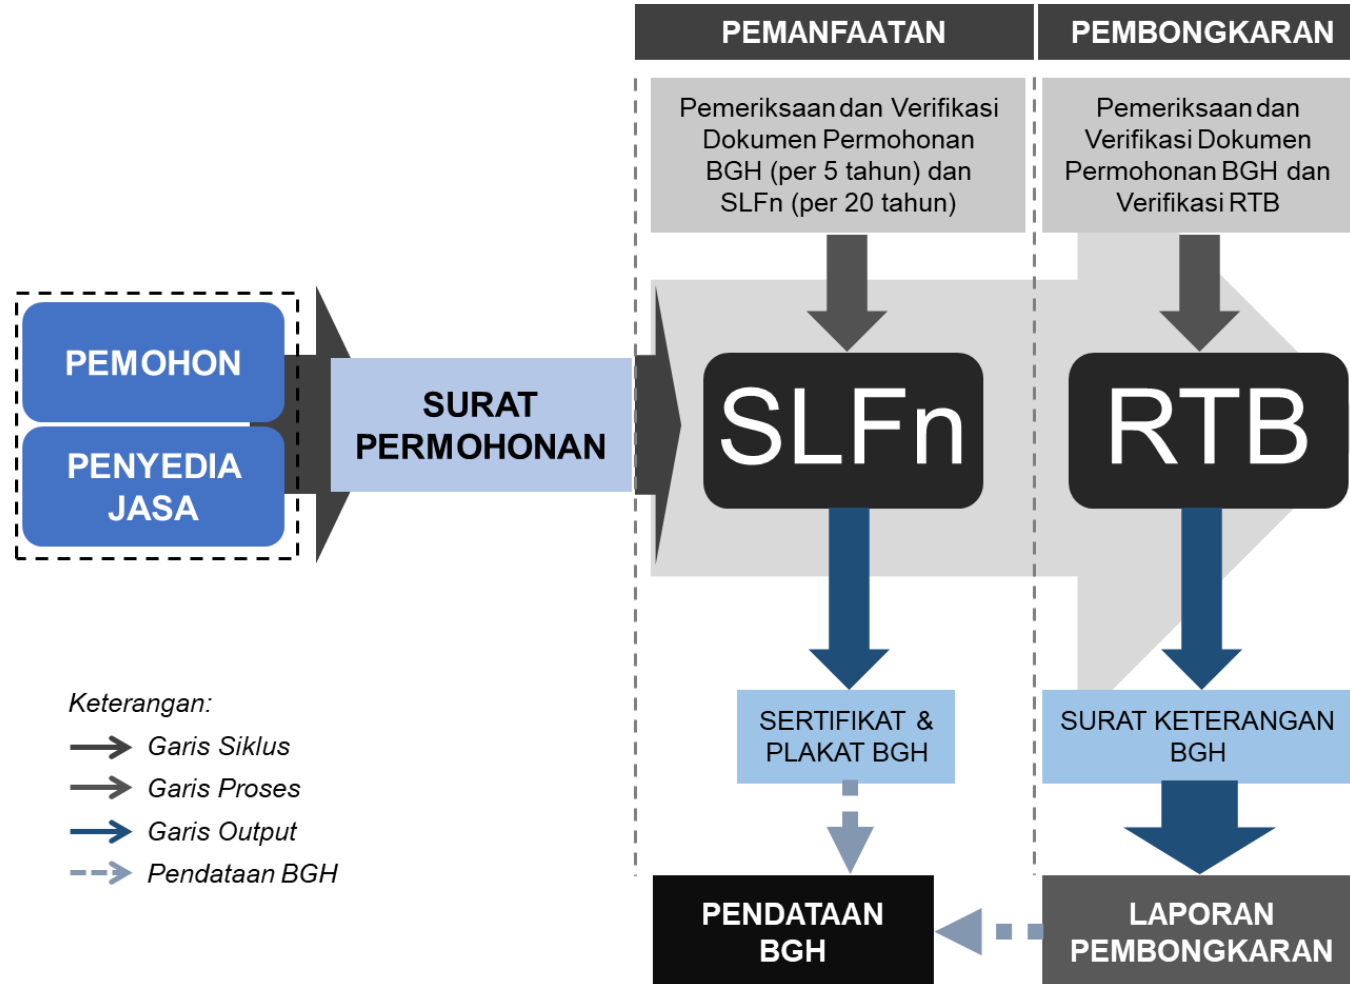 PEMANFAATAN
PEMBONGKARAN
Pemeriksaan dan Verifikasi
Dokumen Permohonan
BGH (per 5 tahun) dan
SLFn (per 20 tahun)
Pemeriksaan dan
Verifikasi Dokumen
Permohonan BGH dan
Verifikasi RTB
PEMOHON
PENYEDIA
JASA
SURAT
PERMOHONAN
SLFn
RTB
SERTIFIKAT &
PLAKAT BGH
SURAT KETERANGAN
BGH
Keterangan:
Garis Siklus
Garis Proses
Garis Output
Pendataan BGH
PENDATAAN
BGH
LAPORAN
PEMBONGKARAN